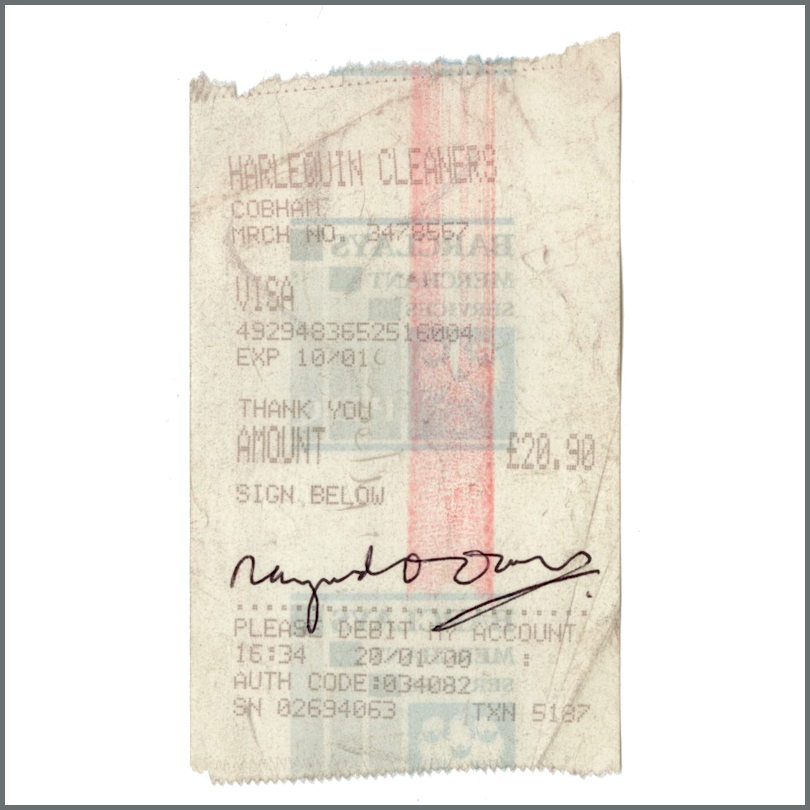 HARLEQUIN CLEANERS
COBHAM
MRCH NO. 3478567
BARCLAYS
MERCHANT
SERVICES
VISA
4929483652516004
EXP 10/01
THANK YOU
AMOUNT £20.90
SIGN BELOW
Raymond D Davies
PLEASE DEBIT MY ACCOUNT
16:34 20/01/00 :
AUTH CODE:034082
SN 02694063 TXN 5187